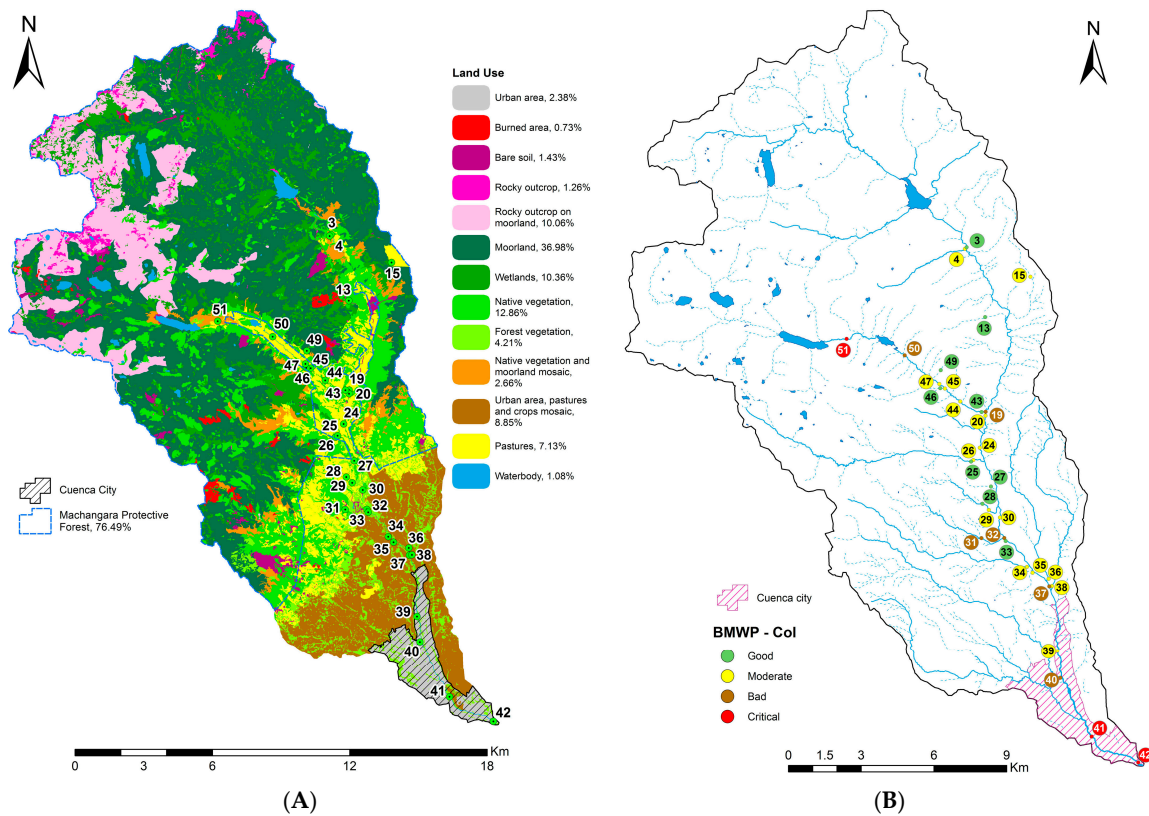 N
Land Use
Urban area, 2.38%
Burned area, 0.73%
Bare soil, 1.43%
Rocky outcrop, 1.26%
Rocky outcrop on
moorland, 10.06%
Moorland, 36.98%
Wetlands, 10.36%
Native vegetation,
12.86%
Forest vegetation,
4.21%
Native vegetation and
moorland mosaic,
2.66%
Urban area, pastures
and crops mosaic,
8.85%
Pastures, 7.13%
Waterbody, 1.08%
Cuenca City
Machangara Protective
Forest, 76.49%
3
4
15
13
51
50
49
45
47
46
44
19
43
20
24
25
26
27
28
29
30
31
32
33
34
35
36
37
38
39
40
41
42
Km
0 3 6 12 18
(A)
N
3
4
15
13
51
50
49
47
45
46
43
44
19
20
24
26
25
27
28
29
30
32
31
33
35
34
36
38
37
39
40
41
42
Cuenca city
BMWP - Col
Good
Moderate
Bad
Critical
0 1.5 3 6 9
Km
(B)